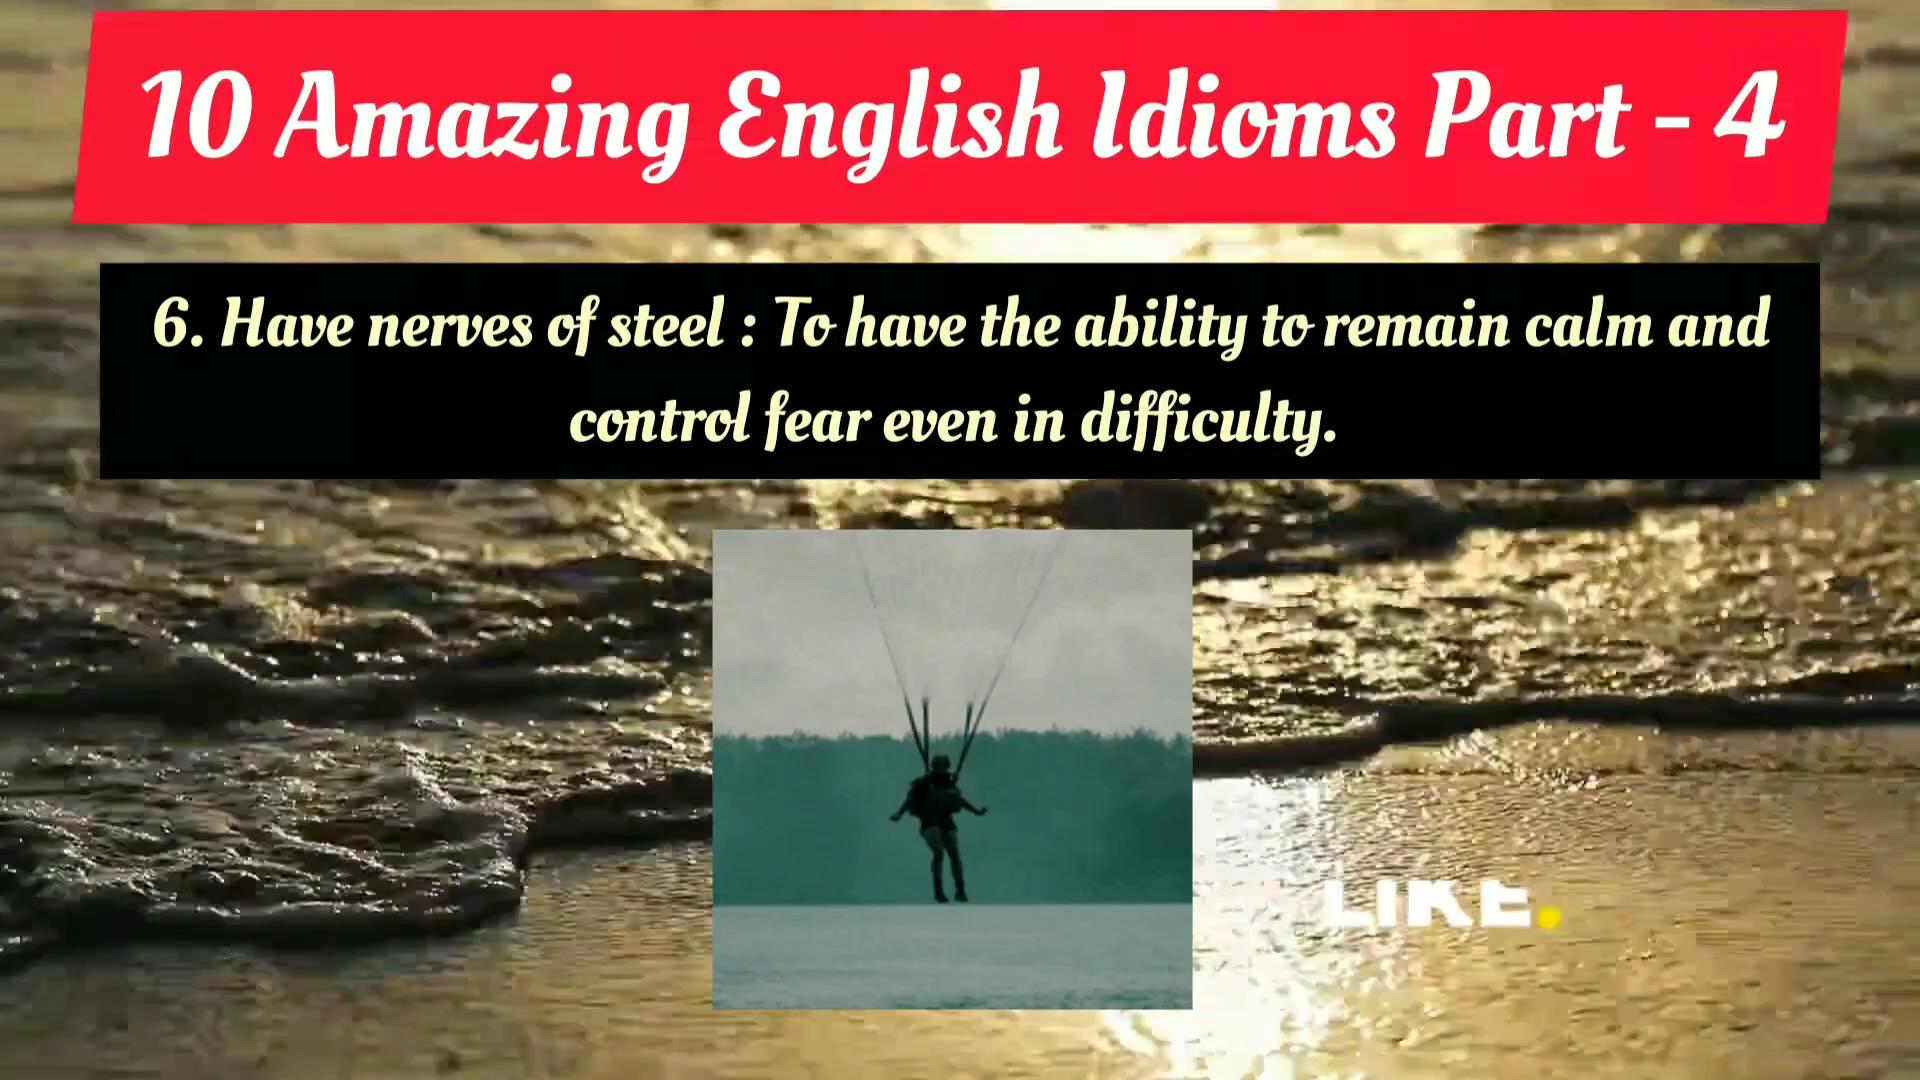 10 Amazing English Idioms Part - 4
6. Have nerves of steel : To have the ability to remain calm and
control fear even in difficulty.
LIKE.